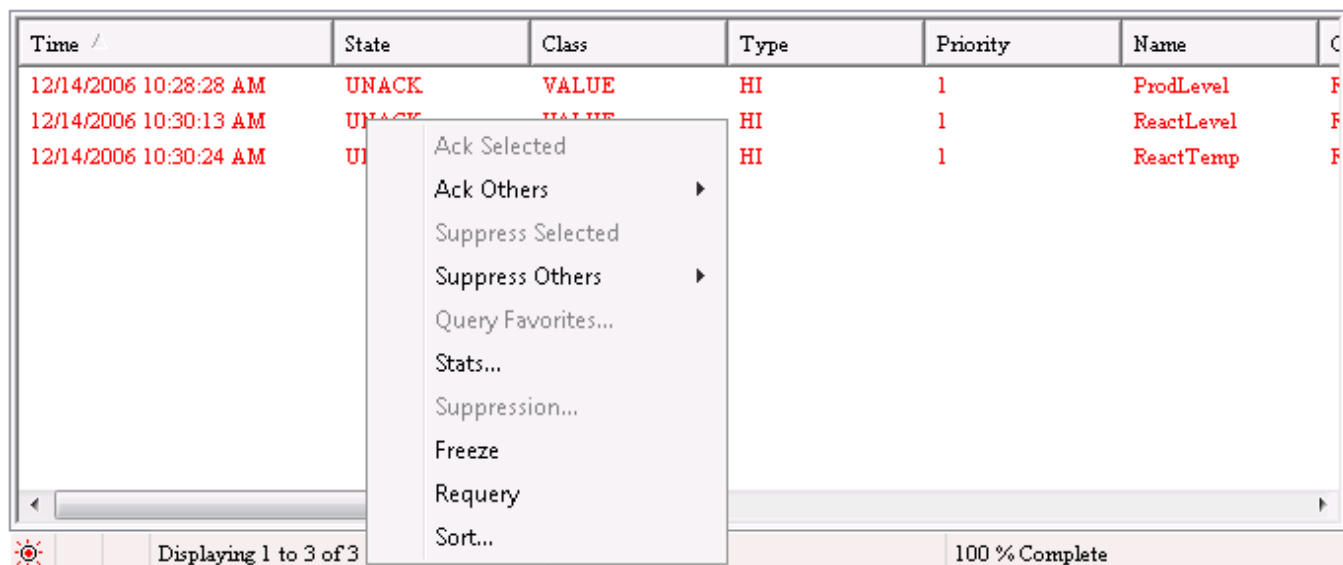 Time State Class Type Priority Name
12/14/2006 10:28:28 AM UNACK VALUE HI 1 ProdLevel
12/14/2006 10:30:13 AM UNACK VALUE HI 1 ReactLevel
12/14/2006 10:30:24 AM HI 1 ReactTemp
Ack Selected
Ack Others
Suppress Selected
Suppress Others
Query Favorites...
Stats...
Suppression...
Freeze
Requery
Sort...
Displaying 1 to 3 of 3 100 % Complete